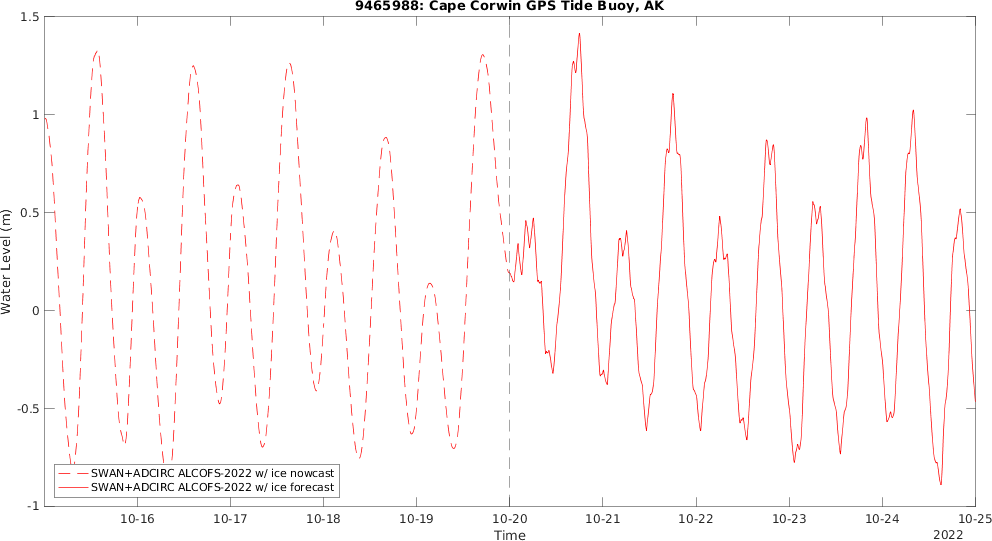 9465988: Cape Corwin GPS Tide Buoy, AK
1.5
1
0.5
0
-0.5
-1
Water Level (m)
SWAN+ADCIRC ALCOFS-2022 w/ ice nowcast
SWAN+ADCIRC ALCOFS-2022 w/ ice forecast
10-16 10-17 10-18 10-19 10-20 10-21 10-22 10-23 10-24 10-25
Time
2022